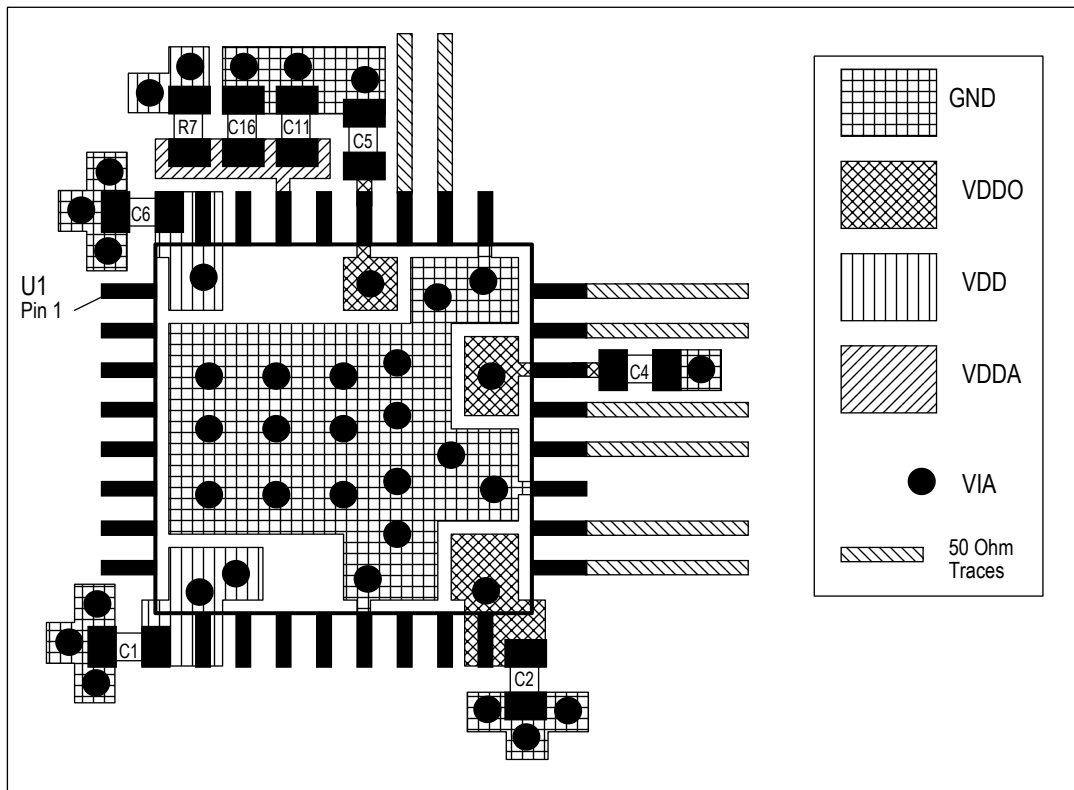 R7
C16
C11
C5
C6
U1
Pin 1
C4
C1
C2
GND
VDDO
VDD
VDDA
VIA
50 Ohm
Traces